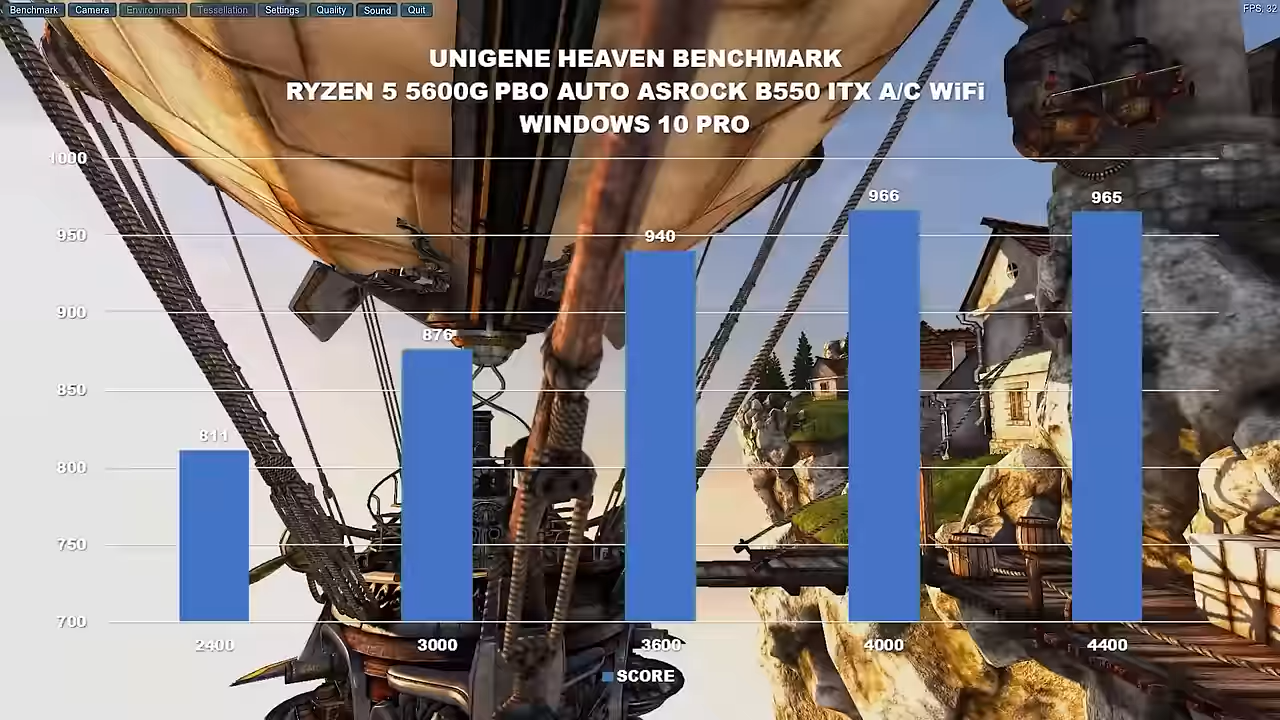 Benchmark Camera Environment Tessellation Settings Quality Sound Quit
FPS: 32
UNIGENE HEAVEN BENCHMARK
RYZEN 5 5600G PBO AUTO ASROCK B550 ITX A/C WiFi
WINDOWS 10 PRO
1000
950
900
850
800
750
700
811
876
940
966
965
2400
3000
3600
4000
4400
SCORE